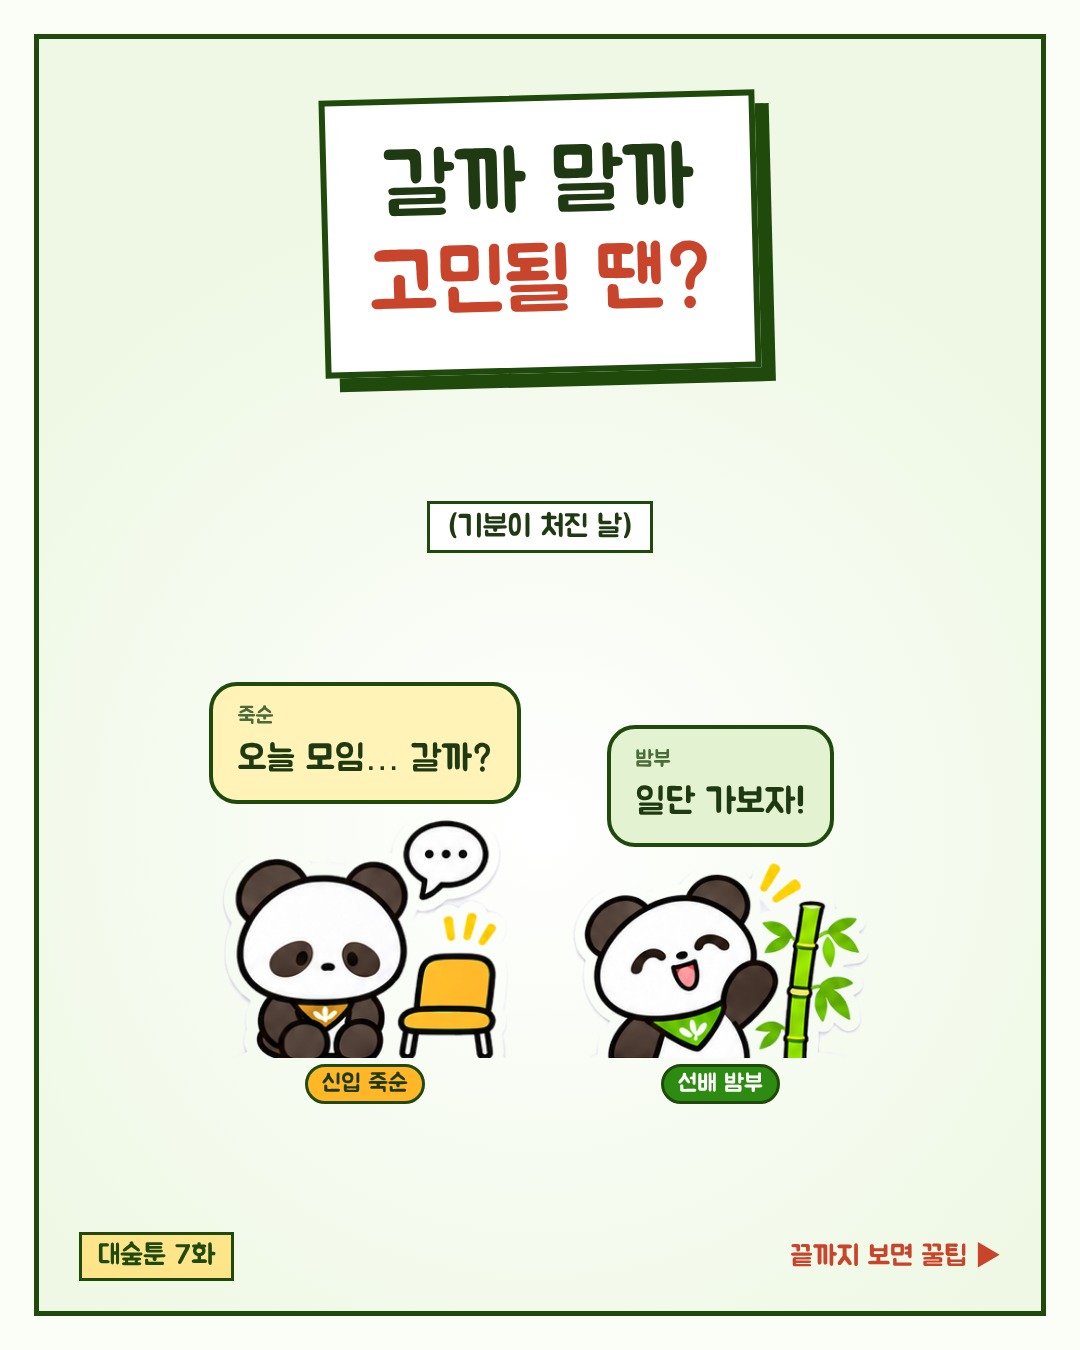 갈까 말까
고민될 땐?
(기분이 처진 날)
죽순
오늘 모임... 갈까?
밤부
일단 가보자!
신입 죽순
선배 밤부
대숲툰 7화
끝까지 보면 꿀팁 ▶